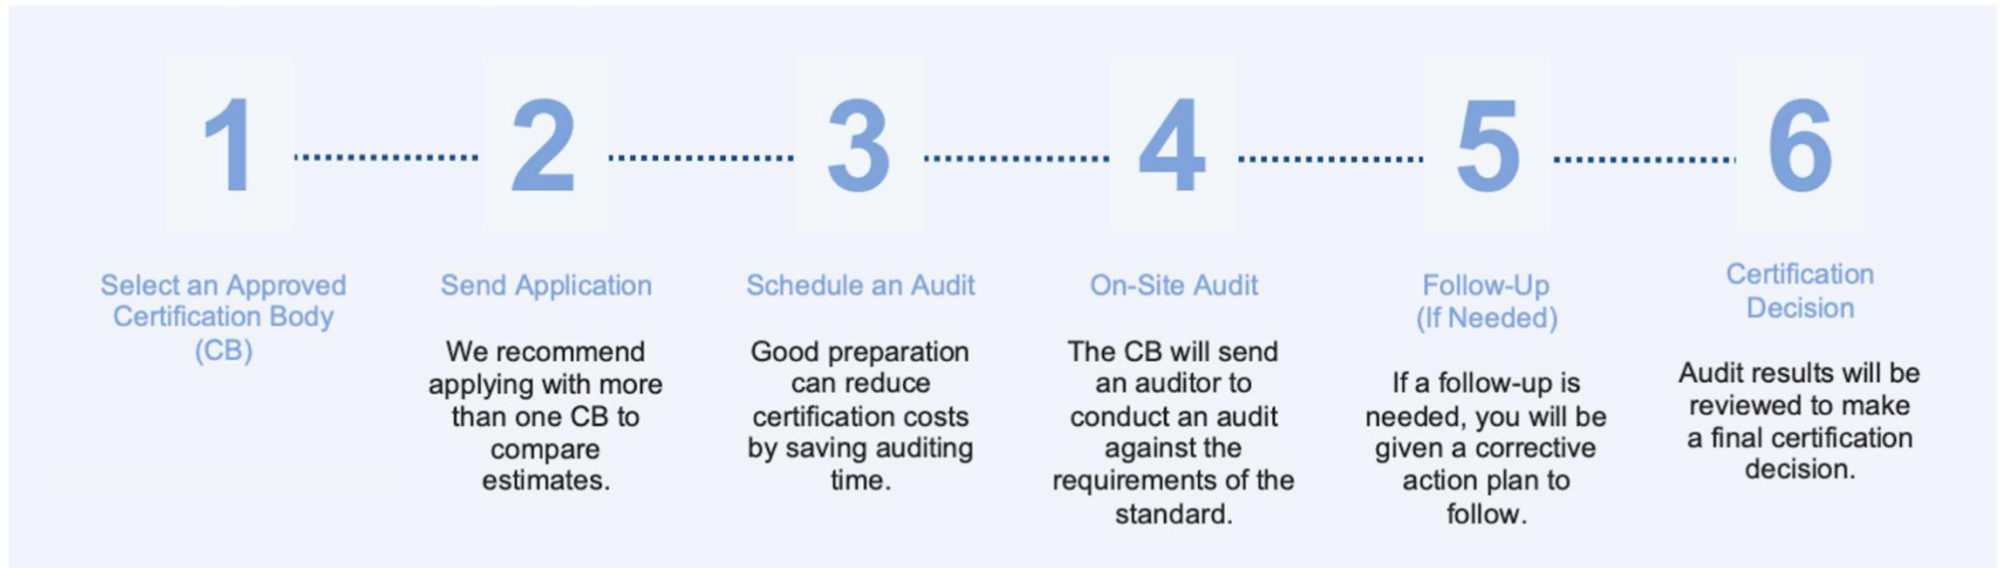 1
Select an Approved
Certification Body
(CB)
2
Send Application
We recommend
applying with more
than one CB to
compare
estimates.
3
Schedule an Audit
Good preparation
can reduce
certification costs
by saving auditing
time.
4
On-Site Audit
The CB will send
an auditor to
conduct an audit
against the
requirements of the
standard.
5
Follow-Up
(If Needed)
If a follow-up is
needed, you will be
given a corrective
action plan to
follow.
6
Certification
Decision
Audit results will be
reviewed to make
a final certification
decision.